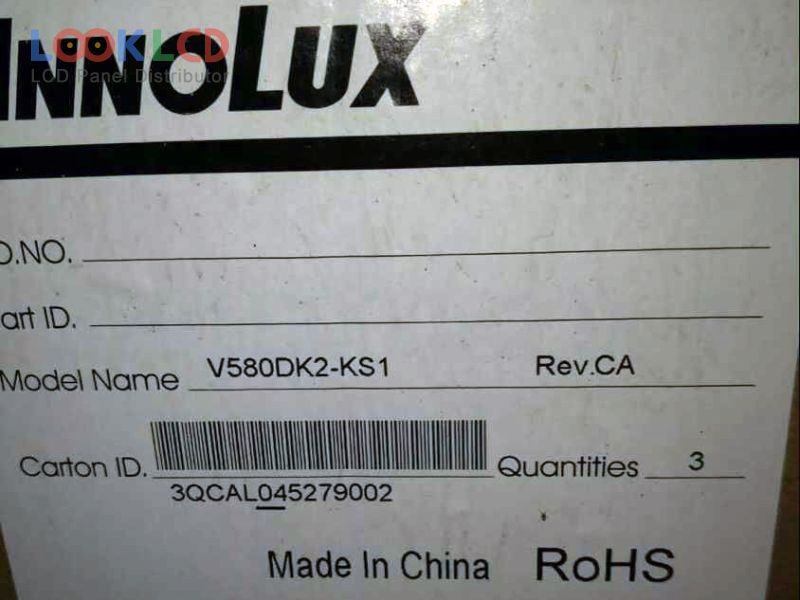 LOOKLCD
LCD Panel Distributor
INNOLUX
O.NO.
art ID.
Model Name V580DK2-KS1 Rev.CA
Carton ID. Quantities 3
3QCAL045279002
Made In China RoHS